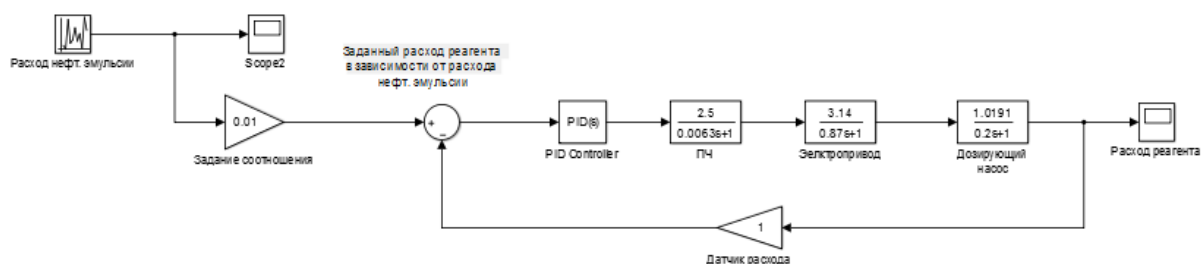 Расход нефт. эмульсии
Scope2
Заданный расход реагента
в зависимости от расхода
нефт. эмульсии
0.01
Задание соотношения
+
−
PID(s)
PID Controller
2.5
0.0063s+1
ПЧ
3.14
0.87s+1
Эелктропривод
1.0191
0.2s+1
Дозирующий
насос
Расход реагента
1
Датчик расхода